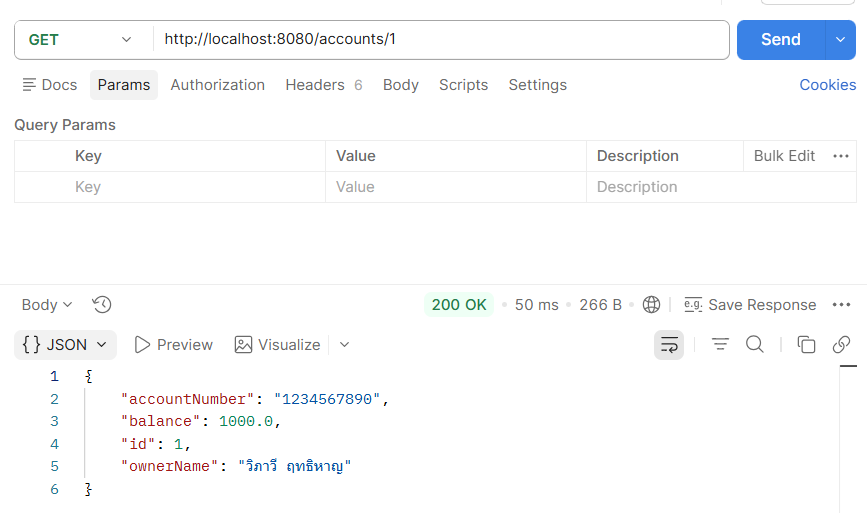 GET http://localhost:8080/accounts/1 Send
Docs Params Authorization Headers 6 Body Scripts Settings Cookies
Query Params
Key Value Description Bulk Edit
Key Value Description
Body 200 OK 50 ms 266 B e.g. Save Response
{} JSON Preview Visualize
1 {
2 "accountNumber": "1234567890",
3 "balance": 1000.0,
4 "id": 1,
5 "ownerName": "วิภาวี ฤทธิหาญ"
6 }